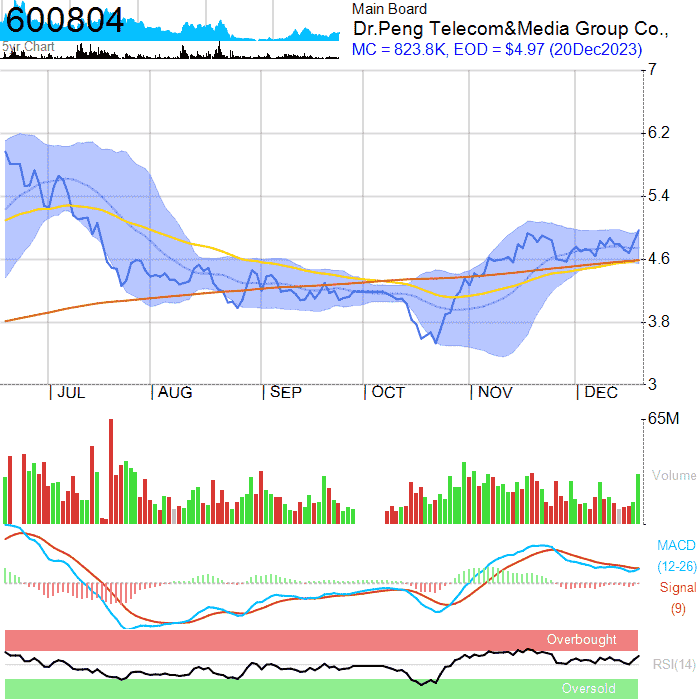 600804
5yr Chart
Main Board
Dr.Peng Telecom&Media Group Co.,
MC = 823.8K, EOD = $4.97 (20Dec2023)
7
6.2
5.4
4.6
3.8
3
| JUL | AUG | SEP | OCT | NOV | DEC
65M
Volume
MACD
(12-26)
Signal
(9)
Overbought
RSI(14)
Oversold